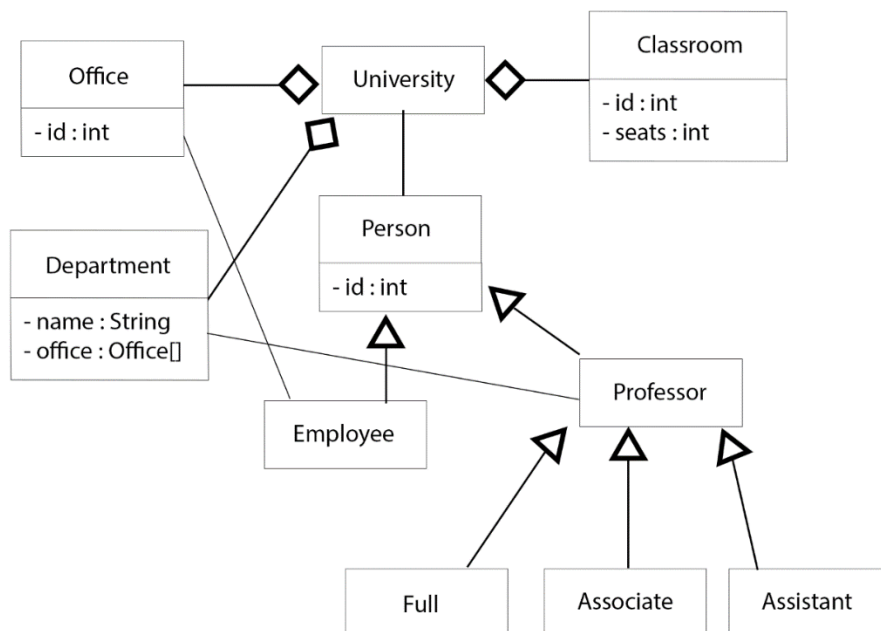 Office
- id : int
University
Classroom
- id : int
- seats : int
Department
- name : String
- office : Office[]
Person
- id : int
Employee
Professor
Full
Associate
Assistant